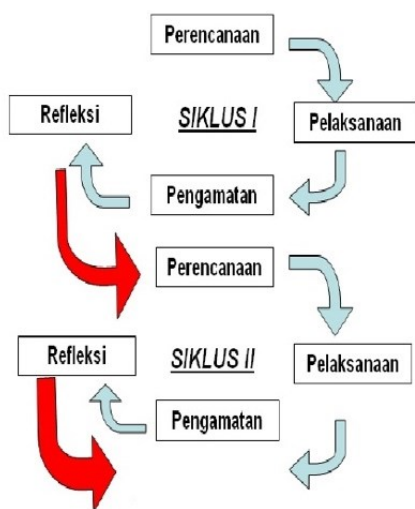 Perencanaan
Refleksi
SIKLUS I
Pelaksanaan
Pengamatan
Perencanaan
Refleksi
SIKLUS II
Pelaksanaan
Pengamatan